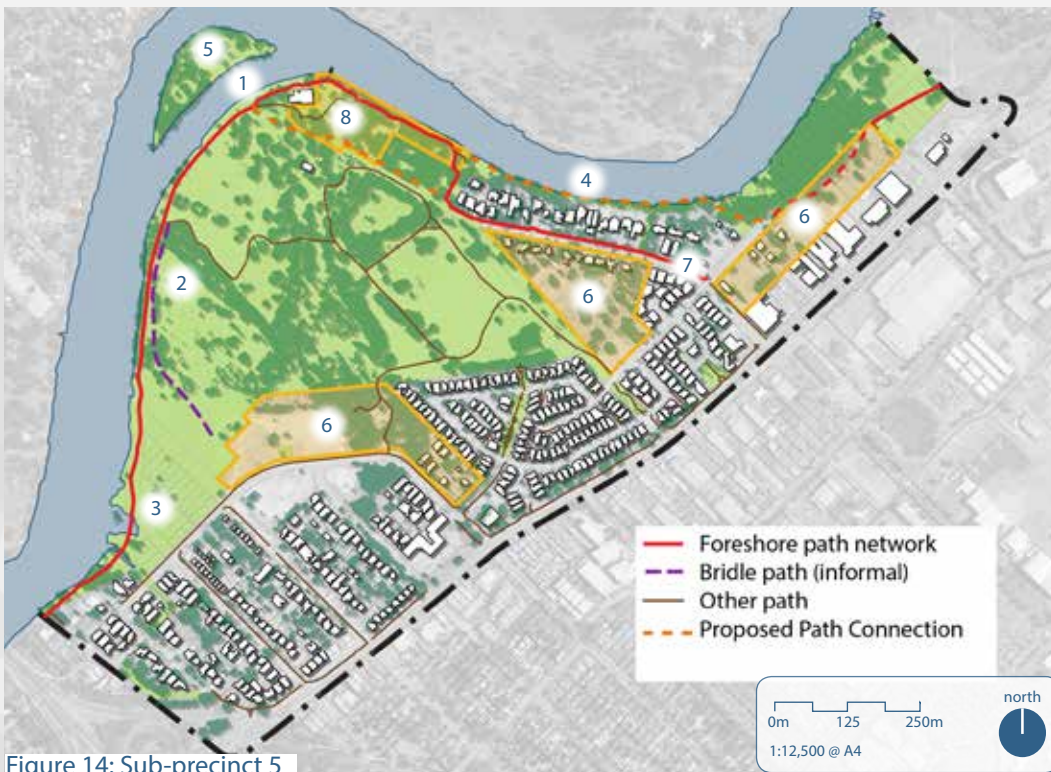 5
1
8
4
6
7
2
6
6
3
Foreshore path network
Bridle path (informal)
Other path
Proposed Path Connection
north
0m 125 250m
1:12,500 @ A4
Figure 14: Sub-precinct 5